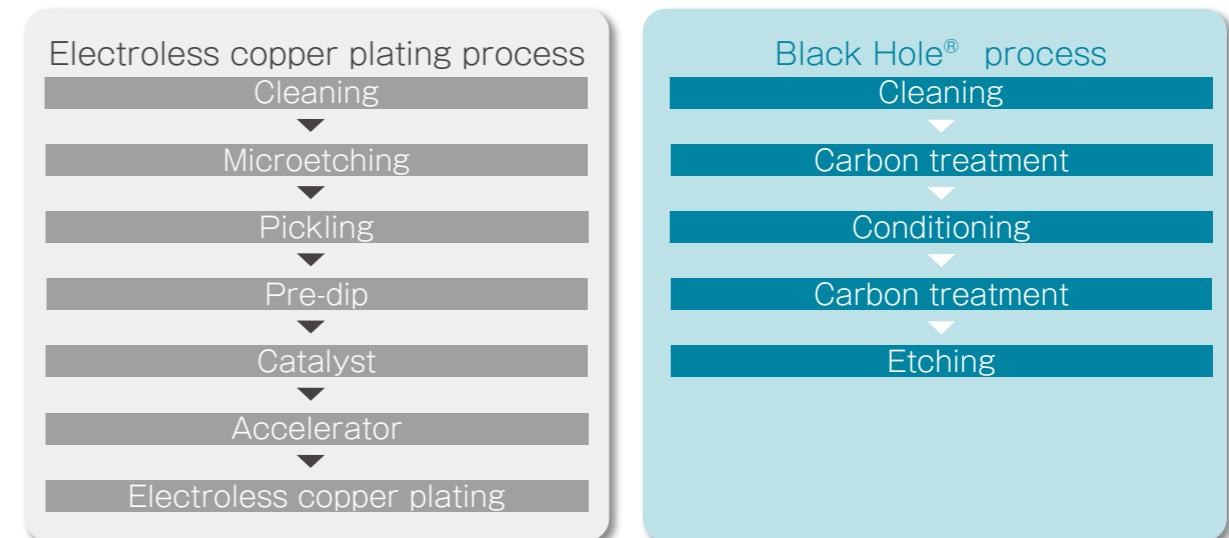 Electroless copper plating process
Cleaning
Microetching
Pickling
Pre-dip
Catalyst
Accelerator
Electroless copper plating
Black Hole® process
Cleaning
Carbon treatment
Conditioning
Carbon treatment
Etching